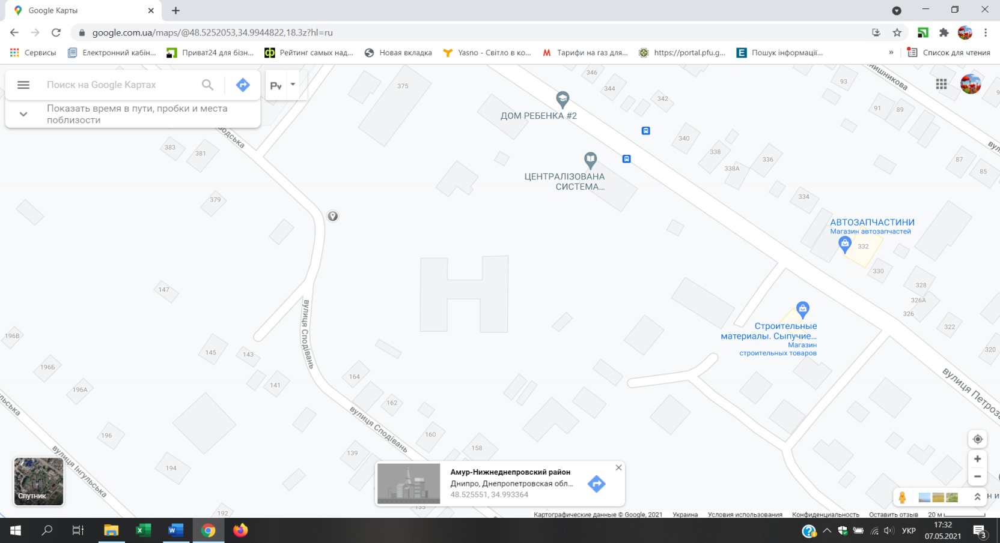 Google Карты
google.com.ua/maps/@48.5252053,34.9944822,18.3z?hl=ru
Сервисы
Електронний кабін...
Приват24 для бізн...
Рейтинг самых над...
Новая вкладка
Yasno - Світло в ко...
Тарифи на газ для...
https://portal.pfu.g...
Пошук інформації...
»
Список для чтения
Поиск на Google Картах
Показать время в пути, пробки и места
поблизости
375
346
344
342
93
91
89
ДОМ РЕБЕНКА #2
383
381
340
338
338А
336
87
85
ЦЕНТРАЛІЗОВАНА
СИСТЕМА...
379
334
АВТОЗАПЧАСТИНИ
Магазин автозапчастей
332
330
328
326А
326
322
320
147
вулиця Сподівань
Строительные
материалы. Сыпучие...
Магазин
строительных товаров
196В
196Б
196А
145
143
141
164
162
160
158
вулиця Сподівань
вулиця Петроза
196
194
192
139
135
вулиця Інгульська
Спутник
Амур-Нижнеднепровский район
Днипро, Днепропетровская обл...
48.525551, 34.993364
Картографические данные © Google, 2021
Украина
Условия использования
Конфиденциальность
Оставить отзыв
20 м
УКР
17:32
07.05.2021
3